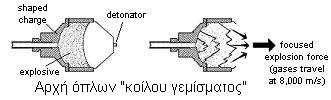 shaped
charge
detonator
explosive
focused
explosion force
(gases travel
at 8,000 m/s)
Αρχή όπλων "κοίλου γεμίσματος"